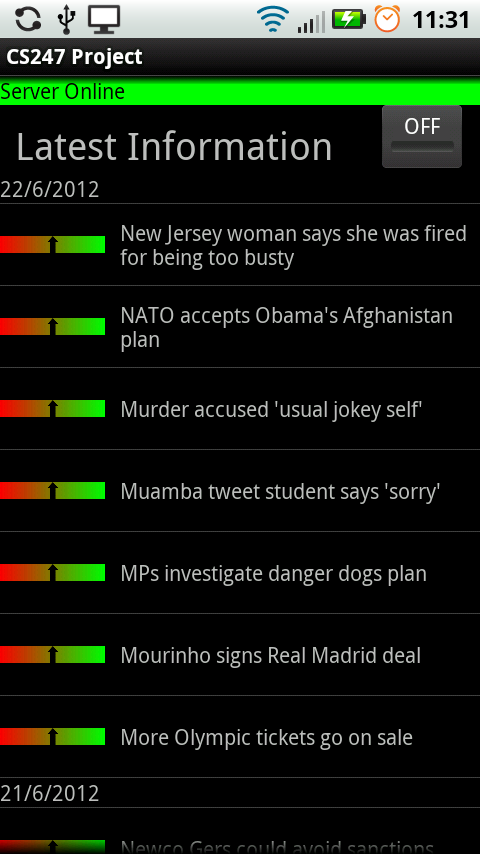 11:31
CS247 Project
Server Online
Latest Information
OFF
22/6/2012
New Jersey woman says she was fired
for being too busty
NATO accepts Obama's Afghanistan
plan
Murder accused 'usual jokey self'
Muamba tweet student says 'sorry'
MPs investigate danger dogs plan
Mourinho signs Real Madrid deal
More Olympic tickets go on sale
21/6/2012
Newco Gers could avoid sanctions